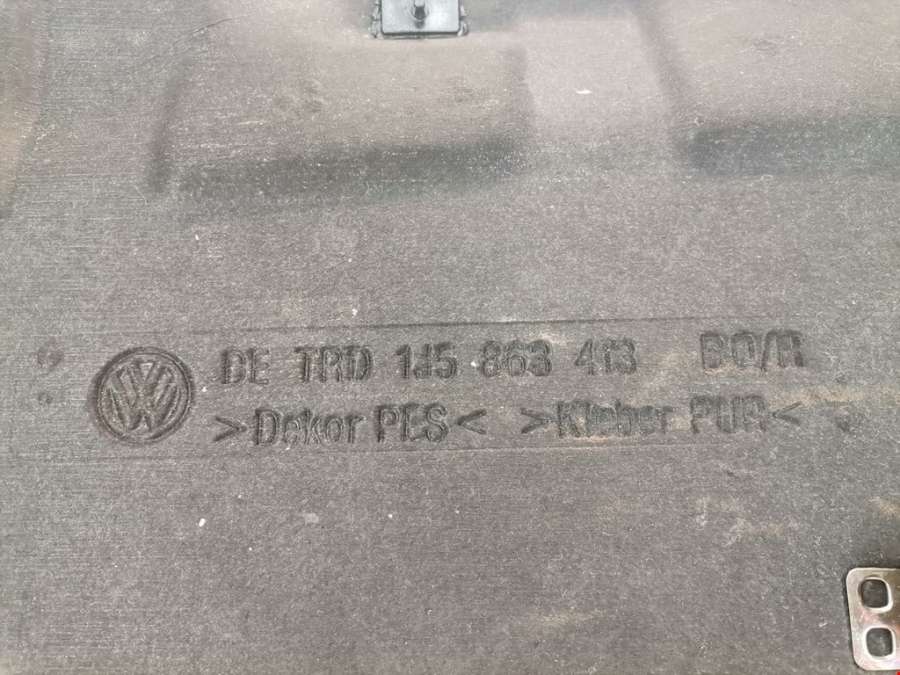 DE TRD 1J5 863 413 BO/R
>Dekor PES< >Kleber PUR<